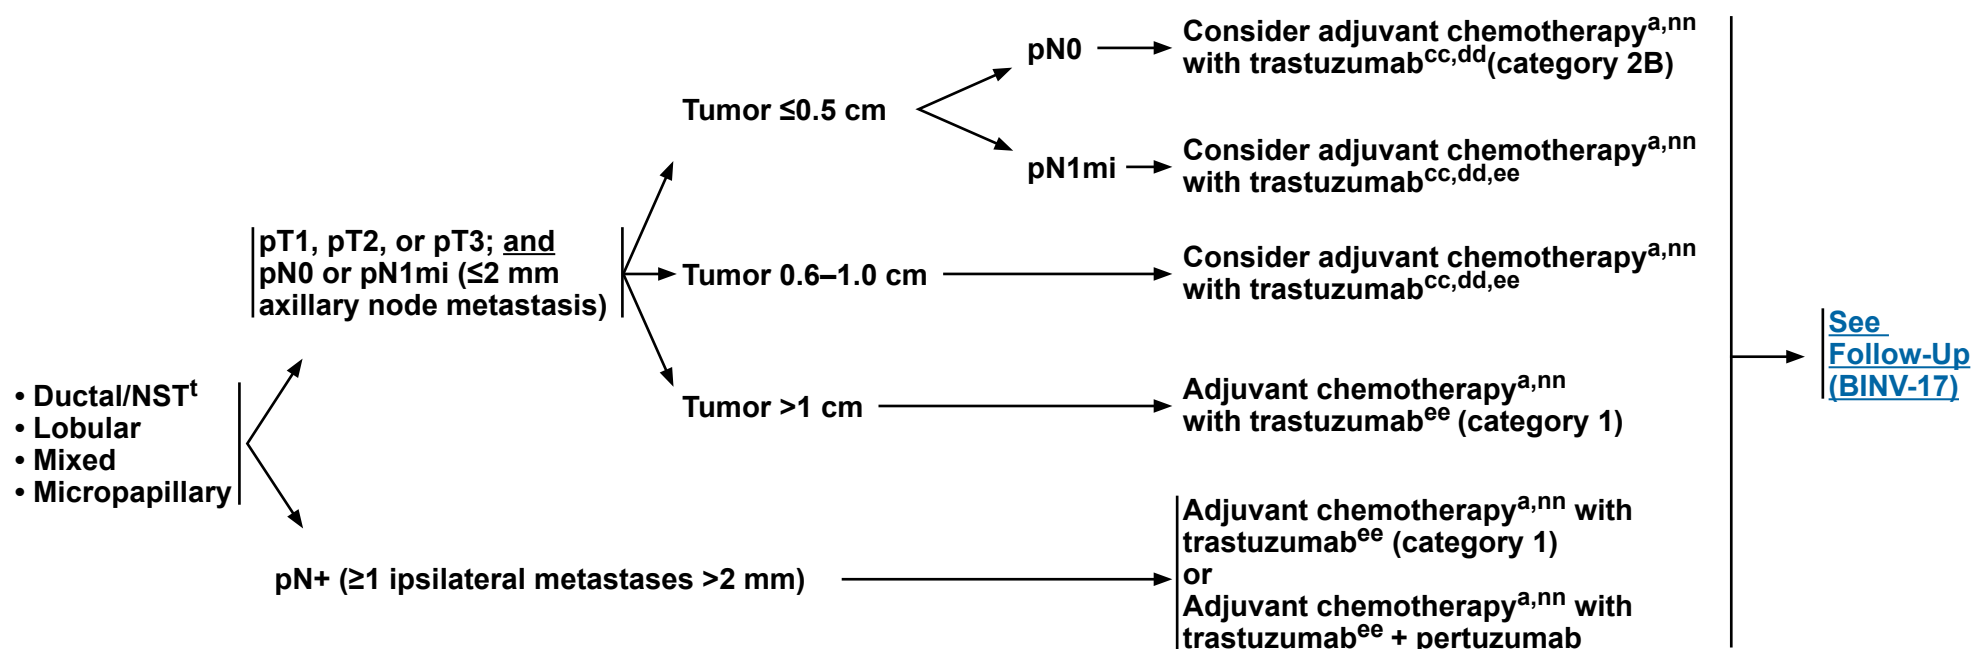 • Ductal/NSTt
• Lobular
• Mixed
• Micropapillary
pT1, pT2, or pT3; and
pN0 or pN1mi (≤2 mm
axillary node metastasis)
pN+ (≥1 ipsilateral metastases >2 mm)
Tumor ≤0.5 cm
Tumor 0.6–1.0 cm
Tumor >1 cm
pN0
pN1mi
Consider adjuvant chemotherapya,nn
with trastuzumabcc,dd(category 2B)
Consider adjuvant chemotherapya,nn
with trastuzumabcc,dd,ee
Consider adjuvant chemotherapya,nn
with trastuzumabcc,dd,ee
Adjuvant chemotherapya,nn
with trastuzumabee (category 1)
Adjuvant chemotherapya,nn with
trastuzumabee (category 1)
or
Adjuvant chemotherapya,nn with
trastuzumabee + pertuzumab
See
Follow-Up
(BINV-17)